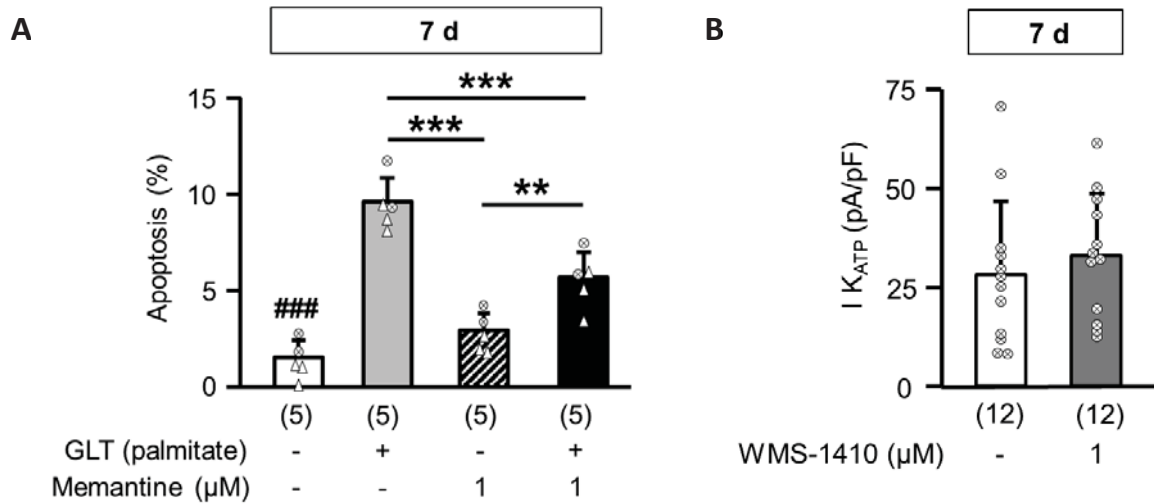 A
7 d
Apoptosis (%)
15
10
5
0
***
***
**
###
(5) (5) (5) (5)
GLT (palmitate) - + - +
Memantine (µM) - - 1 1
B
7 d
I KATP (pA/pF)
75
50
25
0
(12) (12)
WMS-1410 (µM) - 1